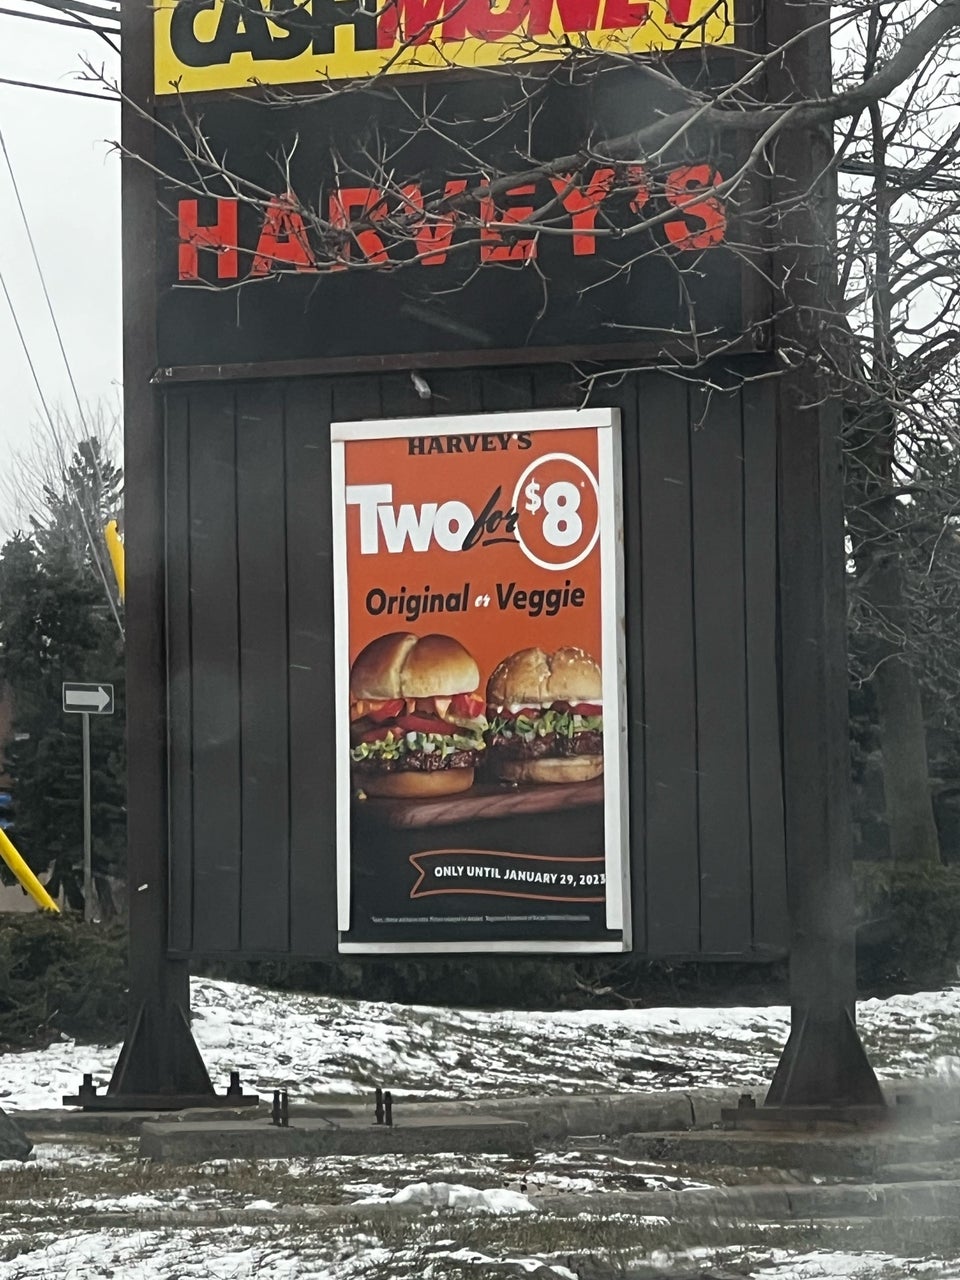 CASH MONEY
HARVEY'S
HARVEY'S
Two for $8*
Original or Veggie
ONLY UNTIL JANUARY 29, 2023